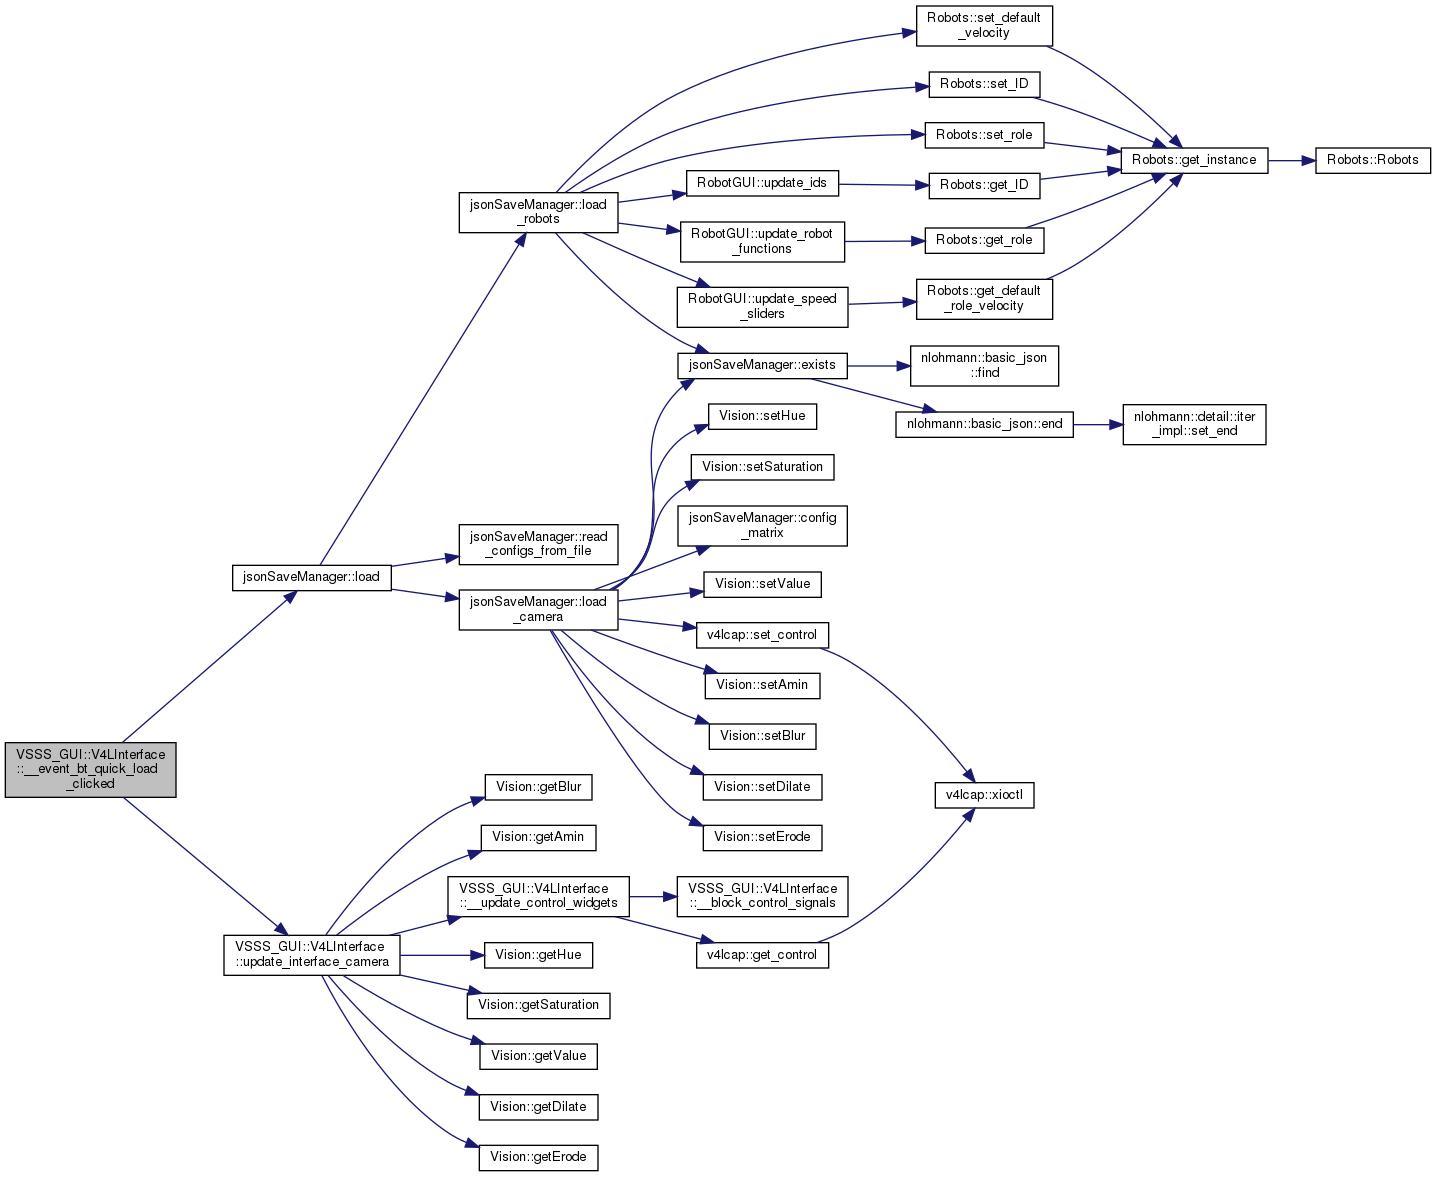 Robots::set_default
_velocity
Robots::set_ID
Robots::set_role
Robots::get_instance
Robots::Robots
RobotGUI::update_ids
Robots::get_ID
jsonSaveManager::load
_robots
RobotGUI::update_robot
_functions
Robots::get_role
RobotGUI::update_speed
_sliders
Robots::get_default
_role_velocity
jsonSaveManager::exists
nlohmann::basic_json
::find
Vision::setHue
nlohmann::basic_json::end
nlohmann::detail::iter
_impl::set_end
Vision::setSaturation
jsonSaveManager::config
_matrix
jsonSaveManager::read
_configs_from_file
jsonSaveManager::load
Vision::setValue
jsonSaveManager::load
_camera
v4lcap::set_control
Vision::setAmin
Vision::setBlur
VSSS_GUI::V4LInterface
::__event_bt_quick_load
_clicked
Vision::getBlur
Vision::setDilate
v4lcap::xioctl
Vision::getAmin
Vision::setErode
VSSS_GUI::V4LInterface
::__update_control_widgets
VSSS_GUI::V4LInterface
::__block_control_signals
VSSS_GUI::V4LInterface
::update_interface_camera
Vision::getHue
v4lcap::get_control
Vision::getSaturation
Vision::getValue
Vision::getDilate
Vision::getErode